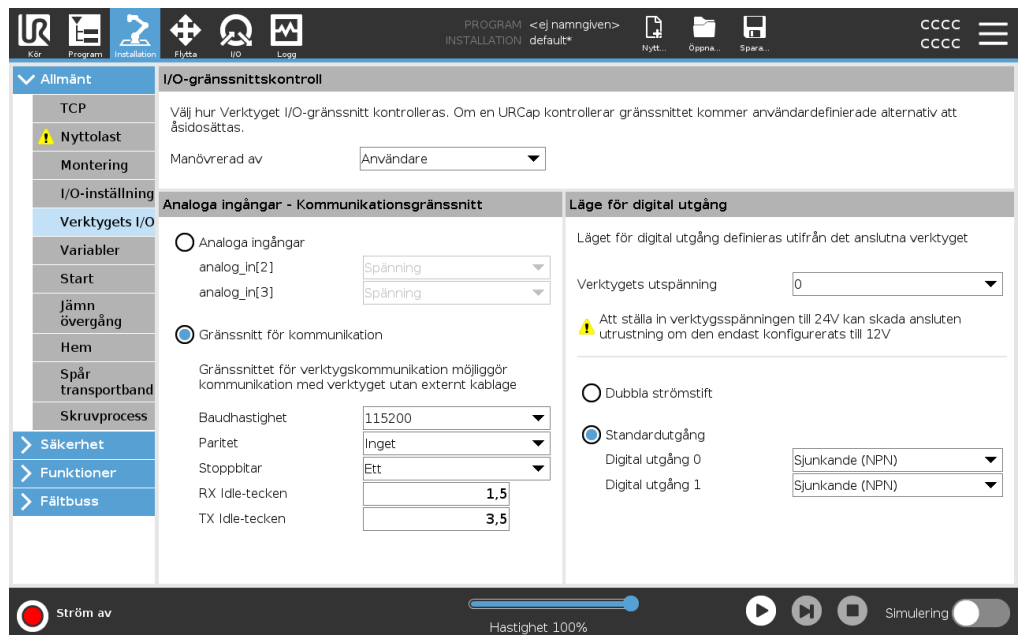 UR
Kör
Program
Installation
Flytta
I/O
Logg
PROGRAM <ej namngiven>
INSTALLATION default*
Nytt...
Öppna...
Spara...
CCCC
CCCC
Allmänt
TCP
Nyttolast
Montering
I/O-inställning
Verktygets I/O
Variabler
Start
Jämn
övergång
Hem
Spår
transportband
Skruvprocess
Säkerhet
Funktioner
Fältbuss
I/O-gränssnittskontroll
Välj hur Verktyget I/O-gränssnitt kontrolleras. Om en URCap kontrollerar gränssnittet kommer användardefinierade alternativ att
åsidosättas.
Manövrerad av Användare
Analoga ingångar - Kommunikationsgränssnitt
Analoga ingångar
analog_in[2] Spänning
analog_in[3] Spänning
Gränssnitt för kommunikation
Gränssnittet för verktygskommunikation möjliggör
kommunikation med verktyget utan externt kablage
Baudhastighet 115200
Paritet Inget
Stoppbitar Ett
RX Idle-tecken 1,5
TX Idle-tecken 3,5
Läge för digital utgång
Läget för digital utgång definieras utifrån det anslutna verktyget
Verktygets utspänning 0
Att ställa in verktygsspänningen till 24V kan skada ansluten
utrustning om den endast konfigurerats till 12V
Dubbla strömstift
Standardutgång
Digital utgång 0 Sjunkande (NPN)
Digital utgång 1 Sjunkande (NPN)
Ström av
Hastighet 100%
Simulering